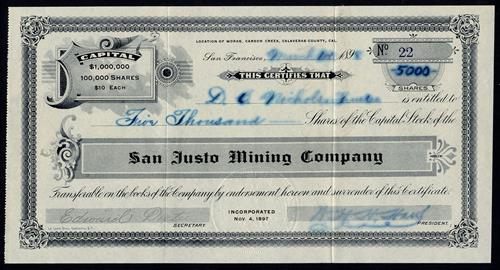 LOCATION OF WORKS, CARSON CREEK, CALAVERAS COUNTY, CAL.
CAPITAL
$1,000,000
100,000 SHARES
$10 EACH
San Francisco, 189
No 22
THIS CERTIFIES THAT
5000
SHARES
D. C. is entitled to
Five Thousand Shares of the Capital Stock of the
San Justo Mining Company
Transferable on the books of the Company by endorsement hereon and surrender of this Certificate.
INCORPORATED
NOV. 4, 1897
Edward
SECRETARY
PRESIDENT.